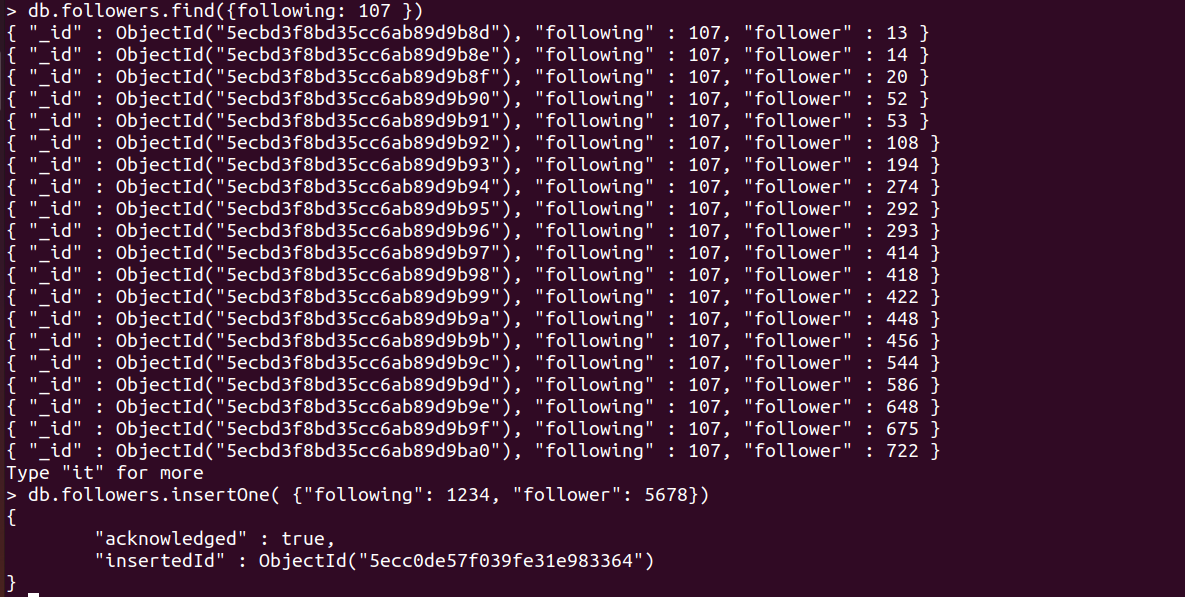 > db.followers.find({following: 107 })
{ "_id" : ObjectId("5ecbd3f8bd35cc6ab89d9b8d"), "following" : 107, "follower" : 13 }
{ "_id" : ObjectId("5ecbd3f8bd35cc6ab89d9b8e"), "following" : 107, "follower" : 14 }
{ "_id" : ObjectId("5ecbd3f8bd35cc6ab89d9b8f"), "following" : 107, "follower" : 20 }
{ "_id" : ObjectId("5ecbd3f8bd35cc6ab89d9b90"), "following" : 107, "follower" : 52 }
{ "_id" : ObjectId("5ecbd3f8bd35cc6ab89d9b91"), "following" : 107, "follower" : 53 }
{ "_id" : ObjectId("5ecbd3f8bd35cc6ab89d9b92"), "following" : 107, "follower" : 108 }
{ "_id" : ObjectId("5ecbd3f8bd35cc6ab89d9b93"), "following" : 107, "follower" : 194 }
{ "_id" : ObjectId("5ecbd3f8bd35cc6ab89d9b94"), "following" : 107, "follower" : 274 }
{ "_id" : ObjectId("5ecbd3f8bd35cc6ab89d9b95"), "following" : 107, "follower" : 292 }
{ "_id" : ObjectId("5ecbd3f8bd35cc6ab89d9b96"), "following" : 107, "follower" : 293 }
{ "_id" : ObjectId("5ecbd3f8bd35cc6ab89d9b97"), "following" : 107, "follower" : 414 }
{ "_id" : ObjectId("5ecbd3f8bd35cc6ab89d9b98"), "following" : 107, "follower" : 418 }
{ "_id" : ObjectId("5ecbd3f8bd35cc6ab89d9b99"), "following" : 107, "follower" : 422 }
{ "_id" : ObjectId("5ecbd3f8bd35cc6ab89d9b9a"), "following" : 107, "follower" : 448 }
{ "_id" : ObjectId("5ecbd3f8bd35cc6ab89d9b9b"), "following" : 107, "follower" : 456 }
{ "_id" : ObjectId("5ecbd3f8bd35cc6ab89d9b9c"), "following" : 107, "follower" : 544 }
{ "_id" : ObjectId("5ecbd3f8bd35cc6ab89d9b9d"), "following" : 107, "follower" : 586 }
{ "_id" : ObjectId("5ecbd3f8bd35cc6ab89d9b9e"), "following" : 107, "follower" : 648 }
{ "_id" : ObjectId("5ecbd3f8bd35cc6ab89d9b9f"), "following" : 107, "follower" : 675 }
{ "_id" : ObjectId("5ecbd3f8bd35cc6ab89d9ba0"), "following" : 107, "follower" : 722 }
Type "it" for more
> db.followers.insertOne( {"following": 1234, "follower": 5678})
{
        "acknowledged" : true,
        "insertedId" : ObjectId("5ecc0de57f039fe31e983364")
}